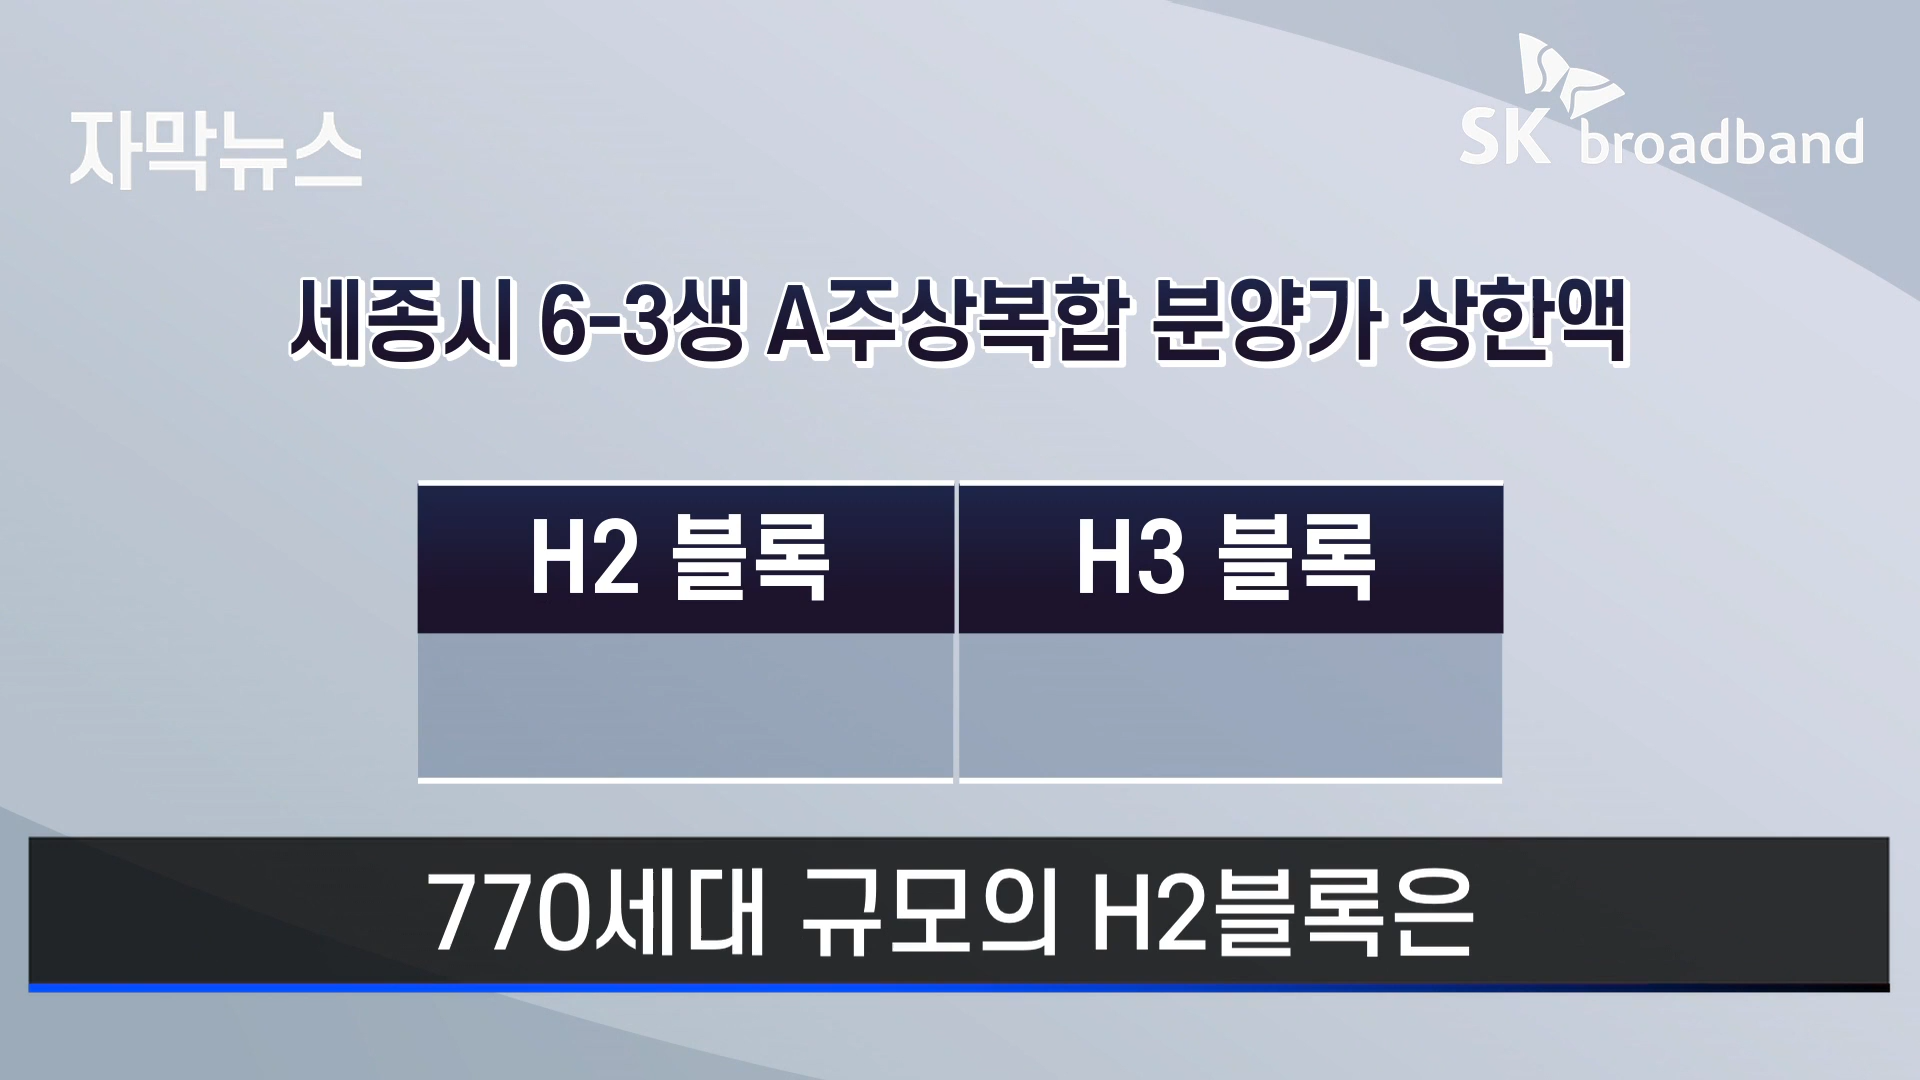 자막뉴스
SK broadband
세종시 6-3생 A주상복합 분양가 상한액
H2 블록
H3 블록
770세대 규모의 H2블록은